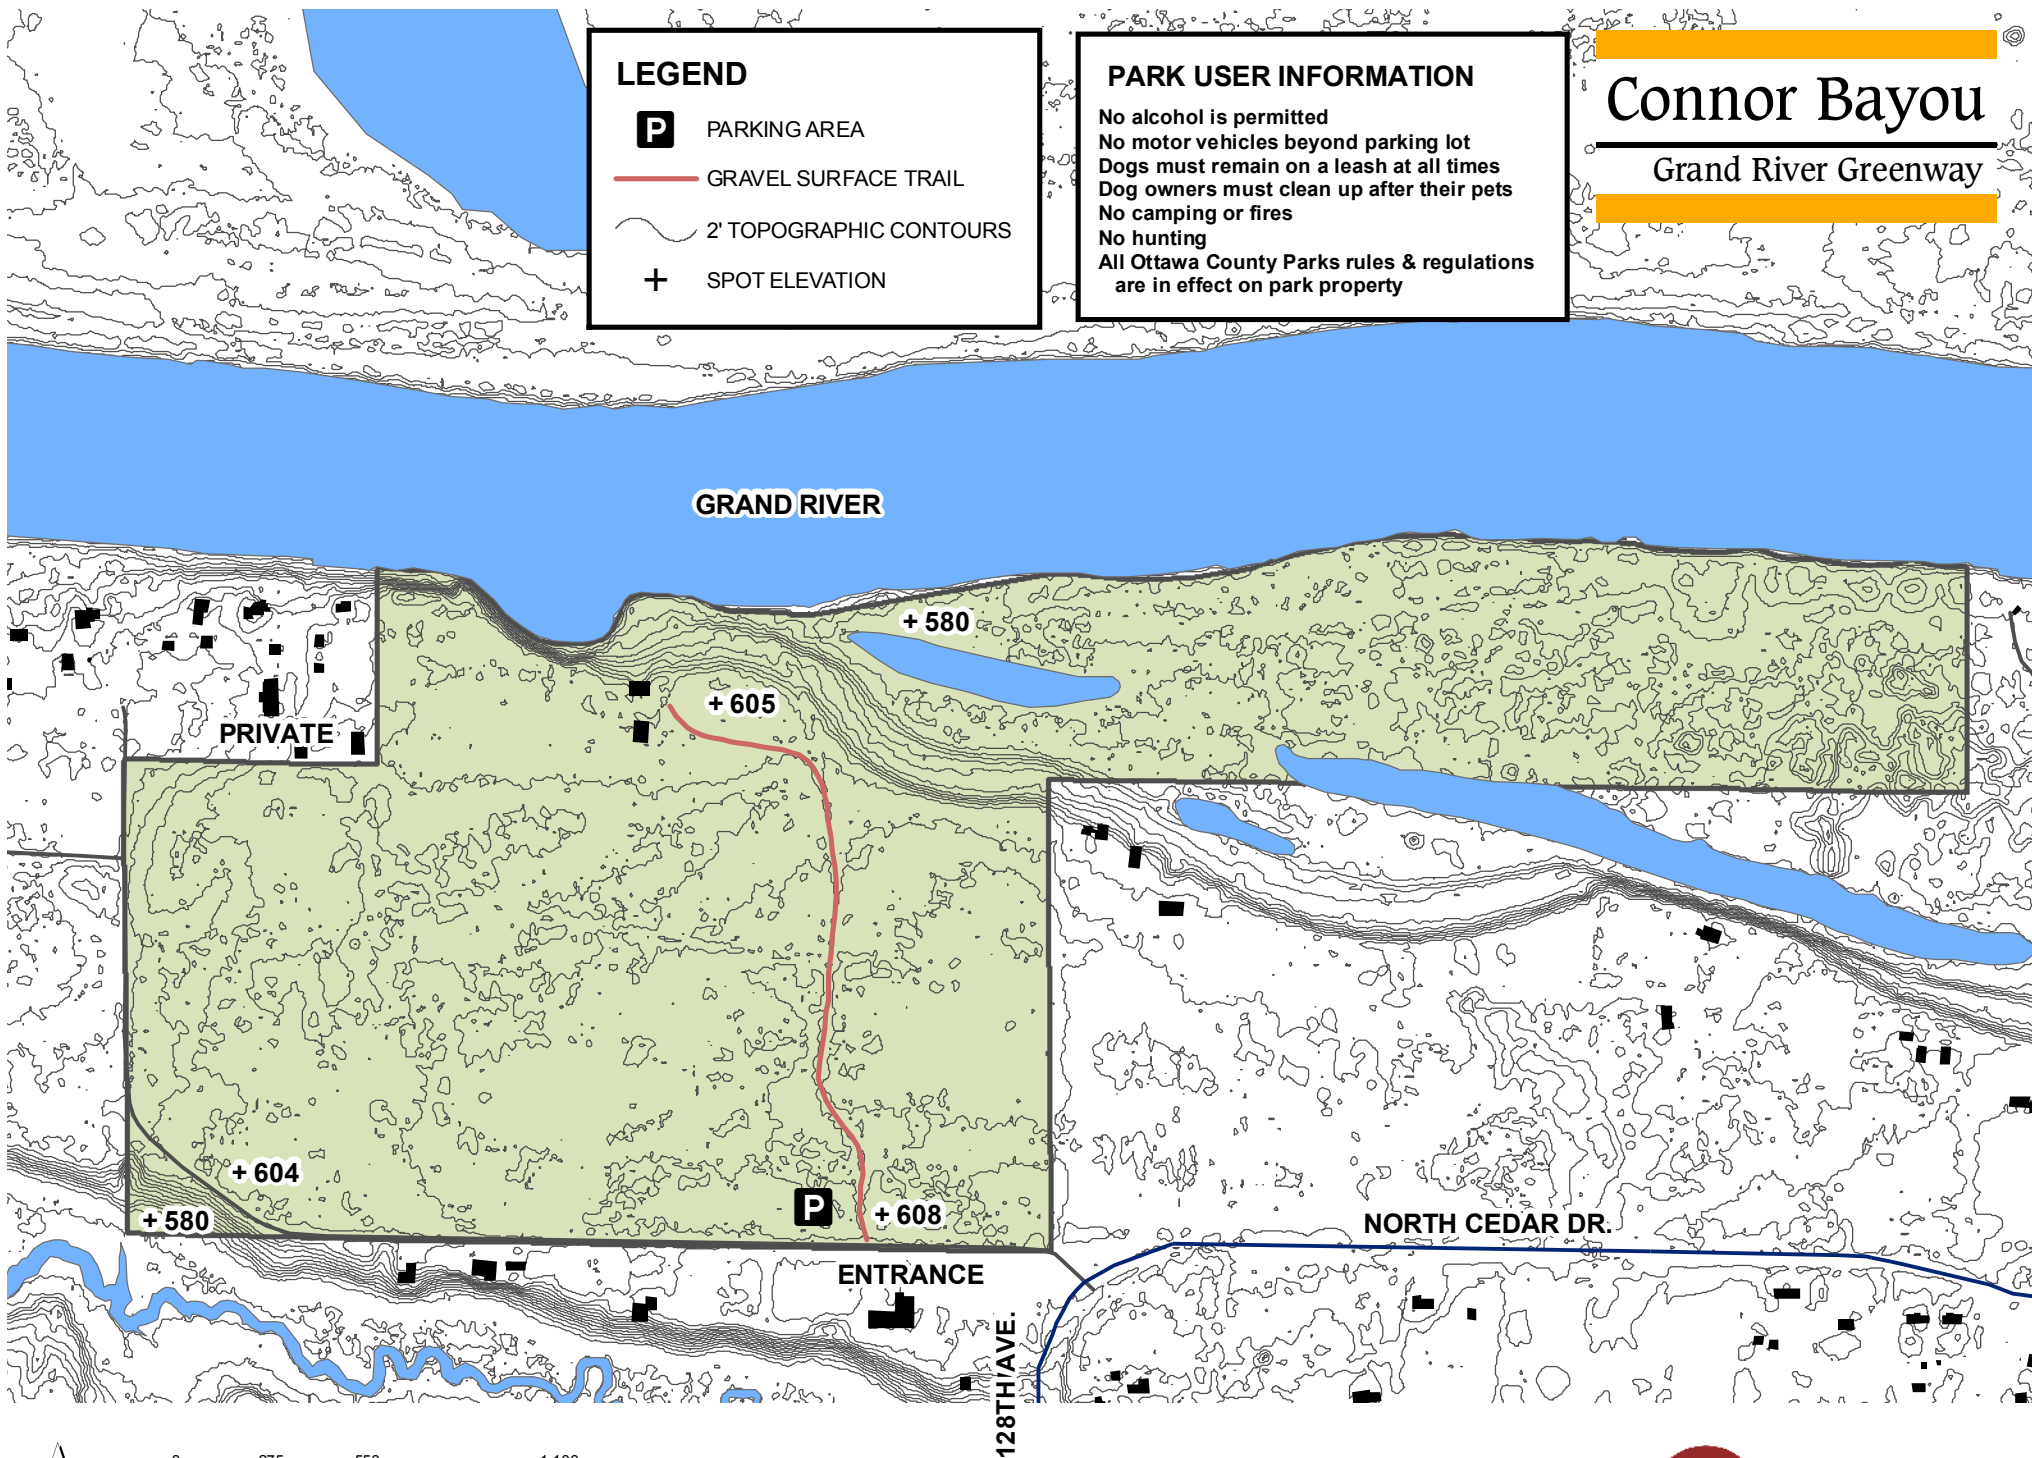 LEGEND
P PARKING AREA
GRAVEL SURFACE TRAIL
2' TOPOGRAPHIC CONTOURS
+ SPOT ELEVATION
PARK USER INFORMATION
No alcohol is permitted
No motor vehicles beyond parking lot
Dogs must remain on a leash at all times
Dog owners must clean up after their pets
No camping or fires
No hunting
All Ottawa County Parks rules & regulations
are in effect on park property
Connor Bayou
Grand River Greenway
GRAND RIVER
+ 580
+ 605
PRIVATE
+ 604
+ 580
P
+ 608
NORTH CEDAR DR.
ENTRANCE
128TH AVE.